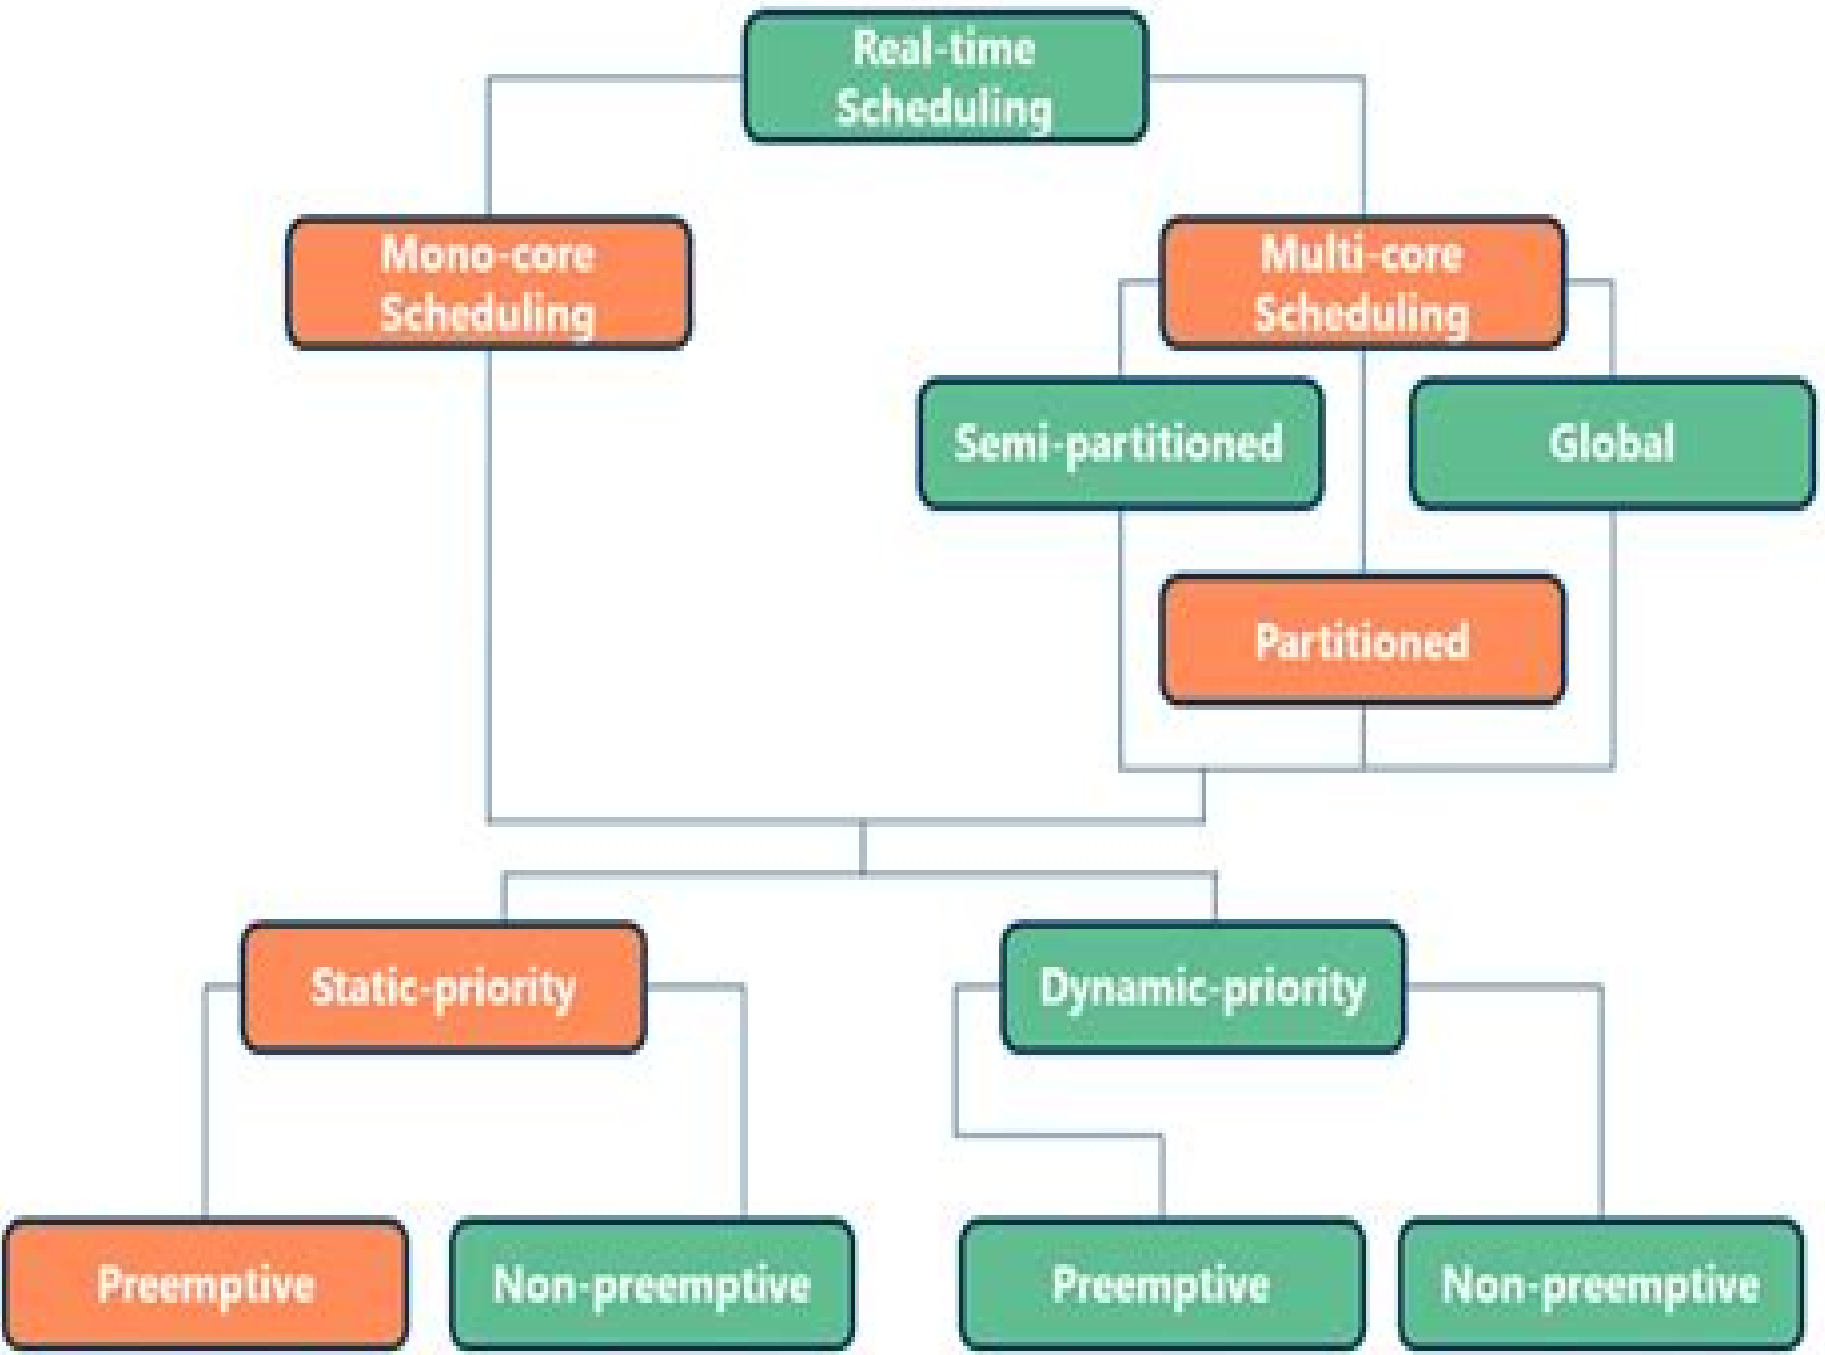 Real-time
Scheduling
Mono-core
Scheduling
Multi-core
Scheduling
Semi-partitioned
Global
Partitioned
Static-priority
Dynamic-priority
Preemptive
Non-preemptive
Preemptive
Non-preemptive